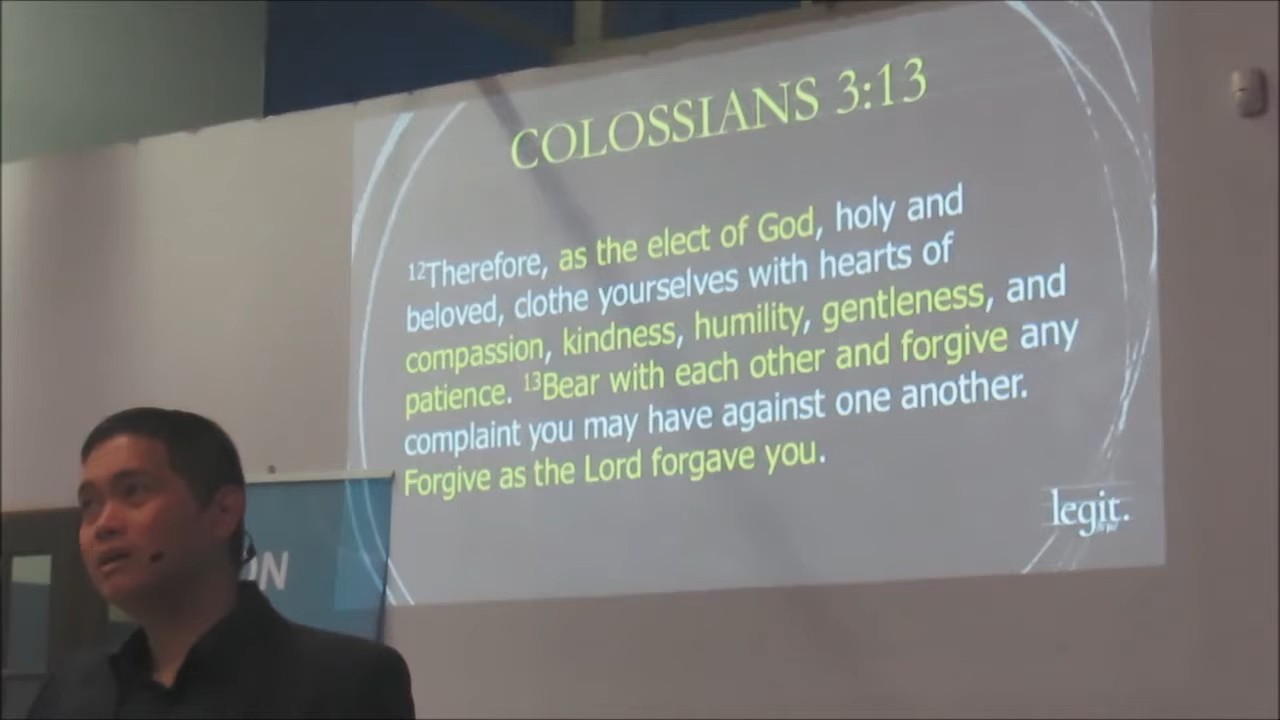 COLOSSIANS 3:13
¹²Therefore, as the elect of God, holy and
beloved, clothe yourselves with hearts of
compassion, kindness, humility, gentleness, and
patience. ¹³Bear with each other and forgive any
complaint you may have against one another.
Forgive as the Lord forgave you.
legit.
ON